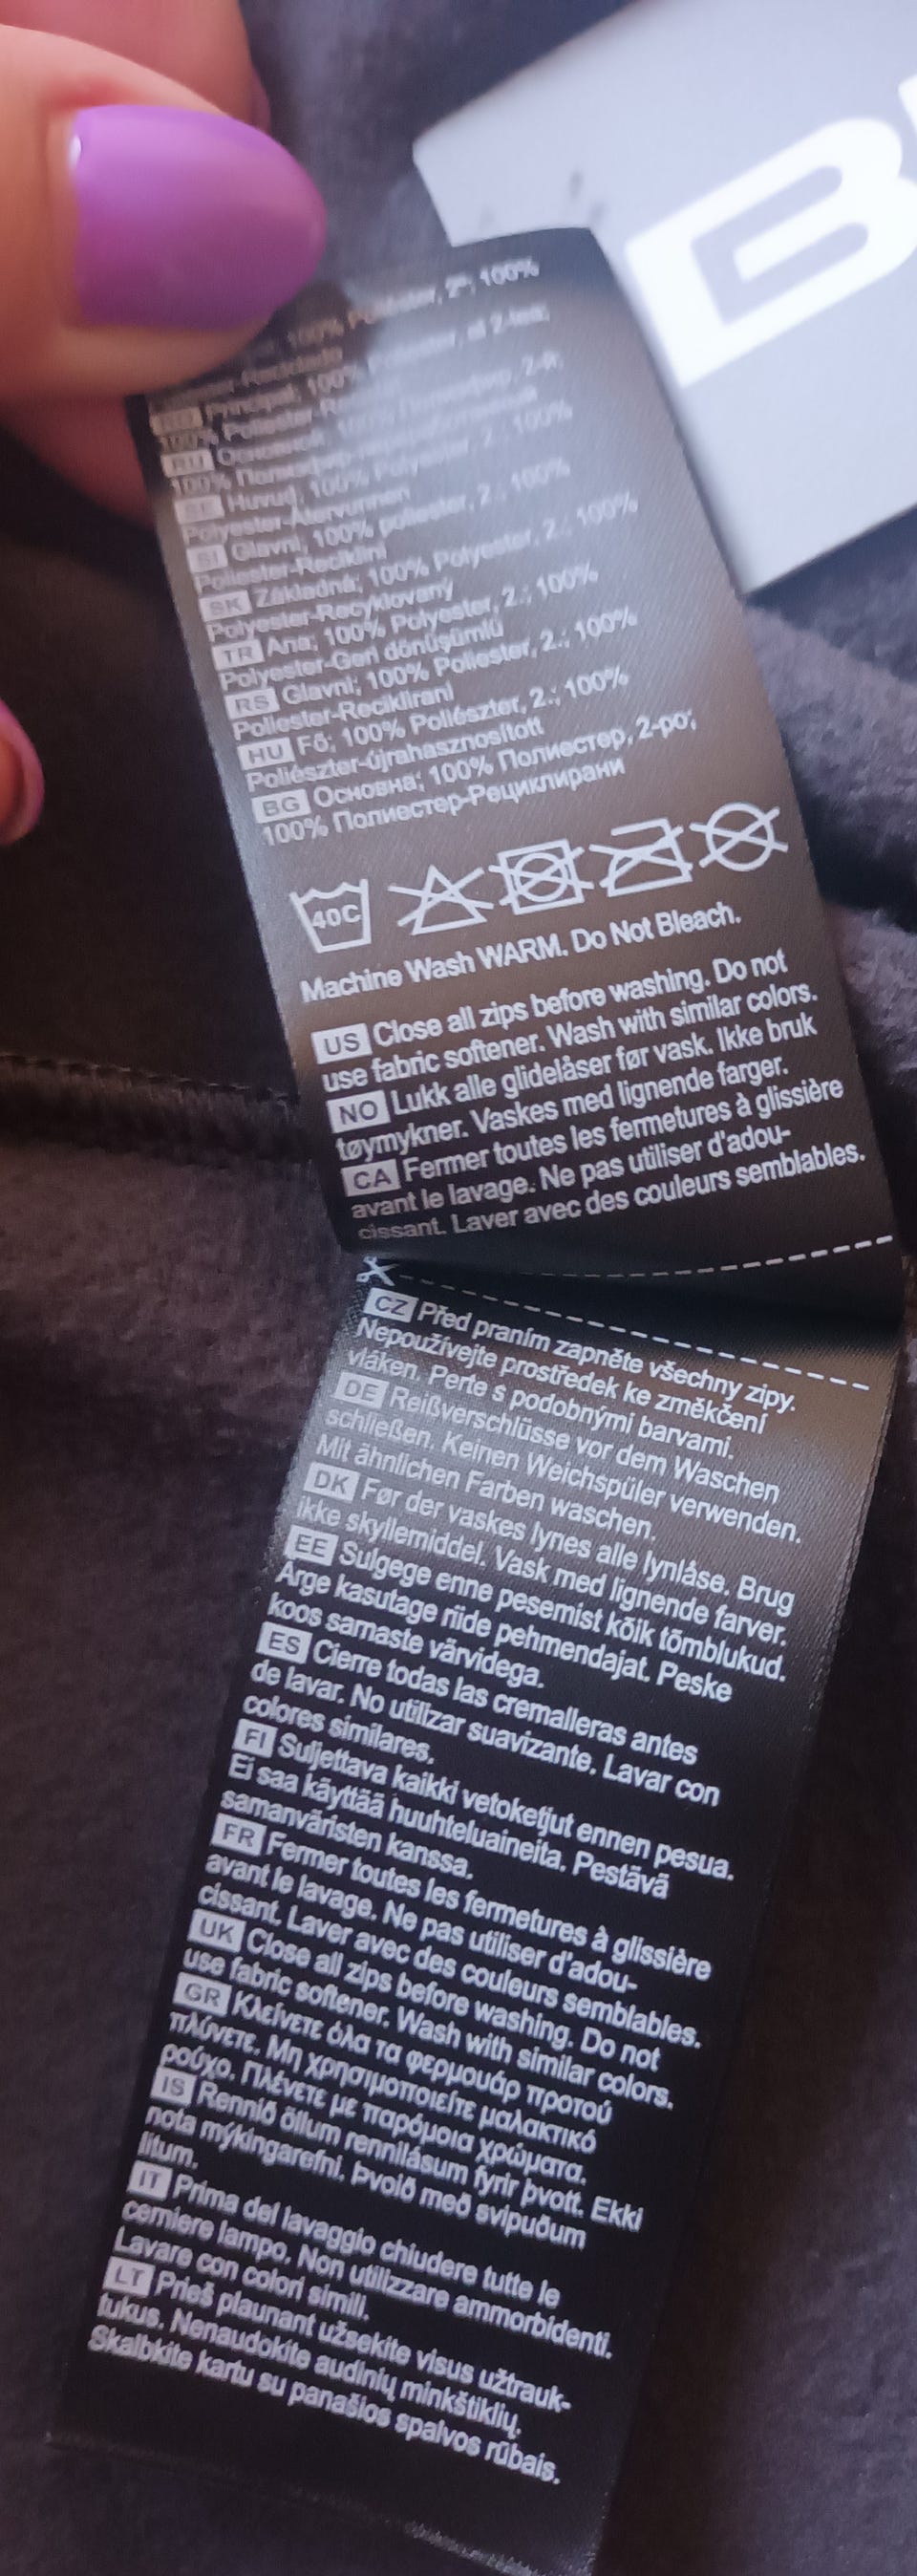 B
100% Poliéster, 2º: 100%
Poliéster-Reciclado
Principal; 100% Poliester, al 2-lea;
100% Poliester
RU Основная; 100% Полиэстер, 2-й;
100%
SE Huvud; 100% Polyester, 2.: 100%
Polyester-Återvunnen
SI Glavni; 100% poliester, 2.: 100%
Poliester-Reciklini
SK Základná; 100% Polyester, 2.: 100%
Polyester-Recyklovaný
TR Ana; 100% Polyester, 2.: 100%
Polyester-Geri dönüşümlü
RS Glavni; 100% Poliester, 2.: 100%
Poliester-Reciklirani
HU Fő; 100% Poliészter, 2.: 100%
Poliészter-újrahasznosított
BG Основна; 100% Полиестер, 2-ро;
100% Полиестер-Рециклирани
40C
Machine Wash WARM. Do Not Bleach.
US Close all zips before washing. Do not
use fabric softener. Wash with similar colors.
NO Lukk alle glidelåser før vask. Ikke bruk
tøymykner. Vaskes med lignende farger.
CA Fermer toutes les fermetures à glissière
avant le lavage. Ne pas utiliser d'adou-
cissant. Laver avec des couleurs semblables.
CZ Před praním zapněte všechny zipy.
Nepoužívejte prostředek ke změkčení
vláken. Perte s podobnými barvami.
DE Reißverschlüsse vor dem Waschen
schließen. Keinen Weichspüler verwenden.
Mit ähnlichen Farben waschen.
DK Før der vaskes lynes alle lynlåse. Brug
ikke skyllemiddel. Vask med lignende farver.
EE Sulgege enne pesemist kõik tõmblukud.
Ärge kasutage riide pehmendajat. Peske
koos samaste värvidega.
ES Cierre todas las cremalleras antes
de lavar. No utilizar suavizante. Lavar con
colores similares.
FI Suljettava kaikki vetoketjut ennen pesua.
Ei saa käyttää huuhteluaineita. Pestävä
samanväristen kanssa.
FR Fermer toutes les fermetures à glissière
avant le lavage. Ne pas utiliser d'adou-
cissant. Laver avec des couleurs semblables.
UK Close all zips before washing. Do not
use fabric softener. Wash with similar colors.
GR Κλείνετε όλα τα φερμουάρ προτού
πλύνετε. Μη χρησιμοποιείτε μαλακτικό
ρούχο. Πλένετε με παρόμοια χρώματα.
IS Rennið öllum rennilásum fyrir þvott. Ekki
nota mýkingarefni. Þvoið með svipuðum
litum.
IT Prima del lavaggio chiudere tutte le
cerniere lampo. Non utilizzare ammorbidenti.
Lavare con colori simili.
LT Prieš plaunant užsekite visus užtrauk-
tukus. Nenaudokite audinių minkštiklių.
Skalbkite kartu su panašios spalvos rūbais.